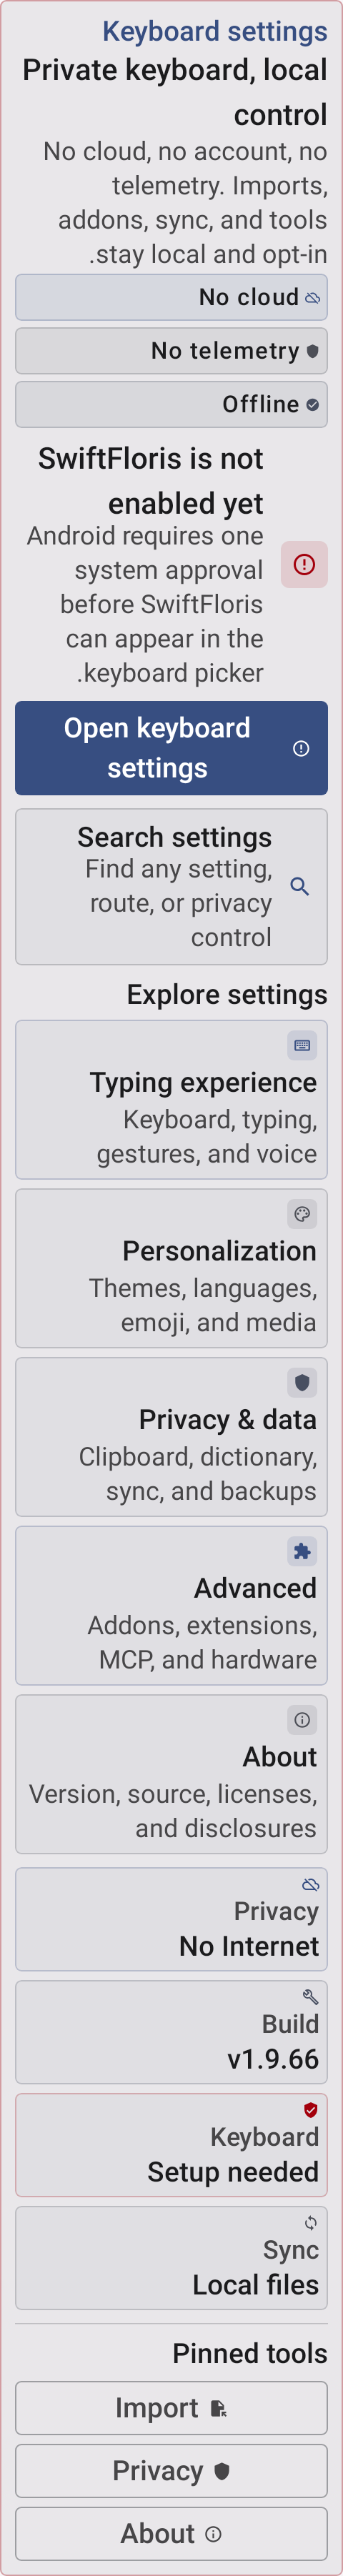 Keyboard settings
Private keyboard, local
control
No cloud, no account, no
telemetry. Imports,
addons, sync, and tools
.stay local and opt-in
No cloud
No telemetry
Offline
SwiftFloris is not
enabled yet
Android requires one
system approval
before SwiftFloris
can appear in the
.keyboard picker
Open keyboard
settings
Search settings
Find any setting,
route, or privacy
control
Explore settings
Typing experience
Keyboard, typing,
gestures, and voice
Personalization
Themes, languages,
emoji, and media
Privacy & data
Clipboard, dictionary,
sync, and backups
Advanced
Addons, extensions,
MCP, and hardware
About
Version, source, licenses,
and disclosures
Privacy
No Internet
Build
v1.9.66
Keyboard
Setup needed
Sync
Local files
Pinned tools
Import
Privacy
About